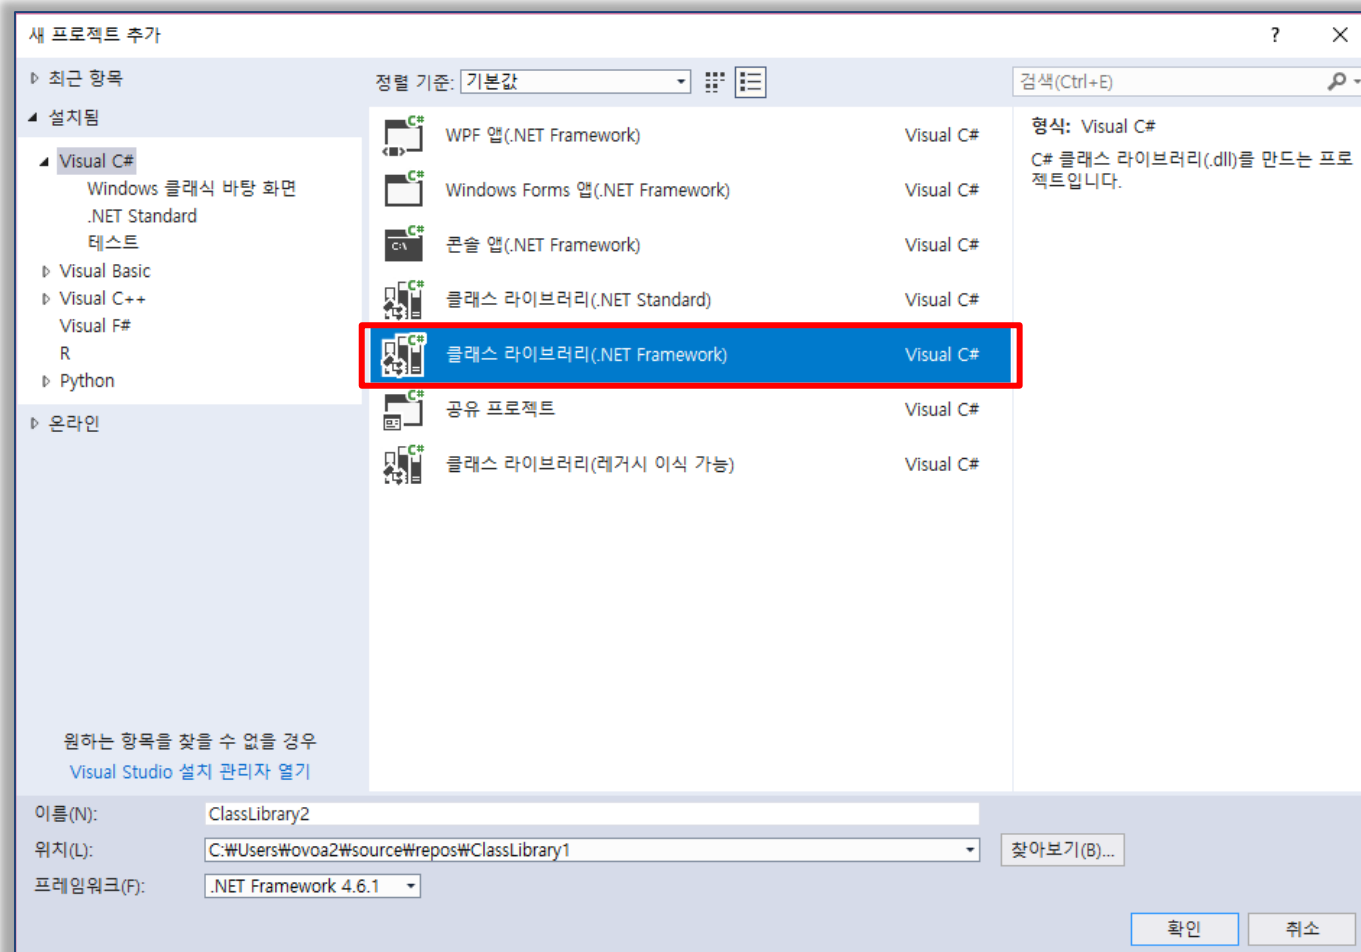 새 프로젝트 추가
?
최근 항목
설치됨
Visual C#
Windows 클래식 바탕 화면
.NET Standard
테스트
Visual Basic
Visual C++
Visual F#
R
Python
온라인
원하는 항목을 찾을 수 없을 경우
Visual Studio 설치 관리자 열기
정렬 기준: 기본값
C# WPF 앱(.NET Framework) Visual C#
C# Windows Forms 앱(.NET Framework) Visual C#
C# C:\ 콘솔 앱(.NET Framework) Visual C#
C# 클래스 라이브러리(.NET Standard) Visual C#
C# 클래스 라이브러리(.NET Framework) Visual C#
C# 공유 프로젝트 Visual C#
C# 클래스 라이브러리(레거시 이식 가능) Visual C#
검색(Ctrl+E)
형식: Visual C#
C# 클래스 라이브러리(.dll)를 만드는 프로
젝트입니다.
이름(N): ClassLibrary2
위치(L): C:₩Users₩ovoa2₩source₩repos₩ClassLibrary1 찾아보기(B)...
프레임워크(F): .NET Framework 4.6.1
확인 취소